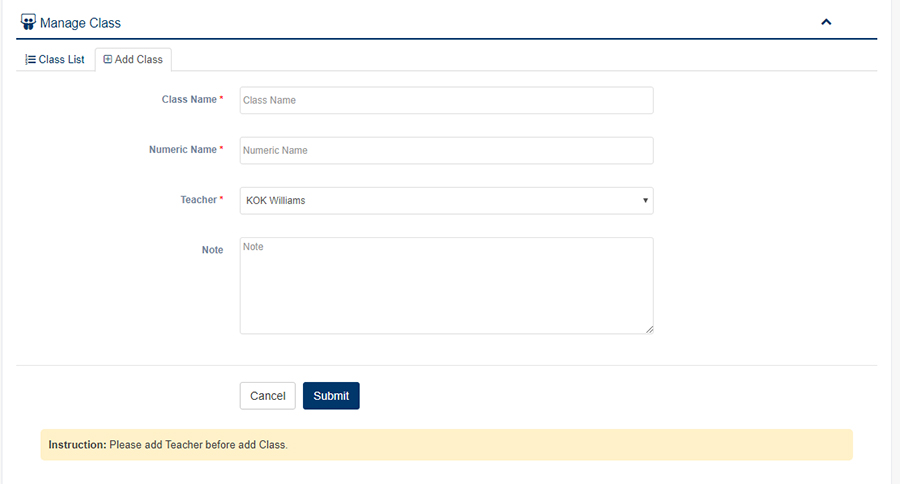 Manage Class
Class List Add Class
Class Name * Class Name
Numeric Name * Numeric Name
Teacher * KOK Williams
Note Note
Cancel Submit
Instruction: Please add Teacher before add Class.